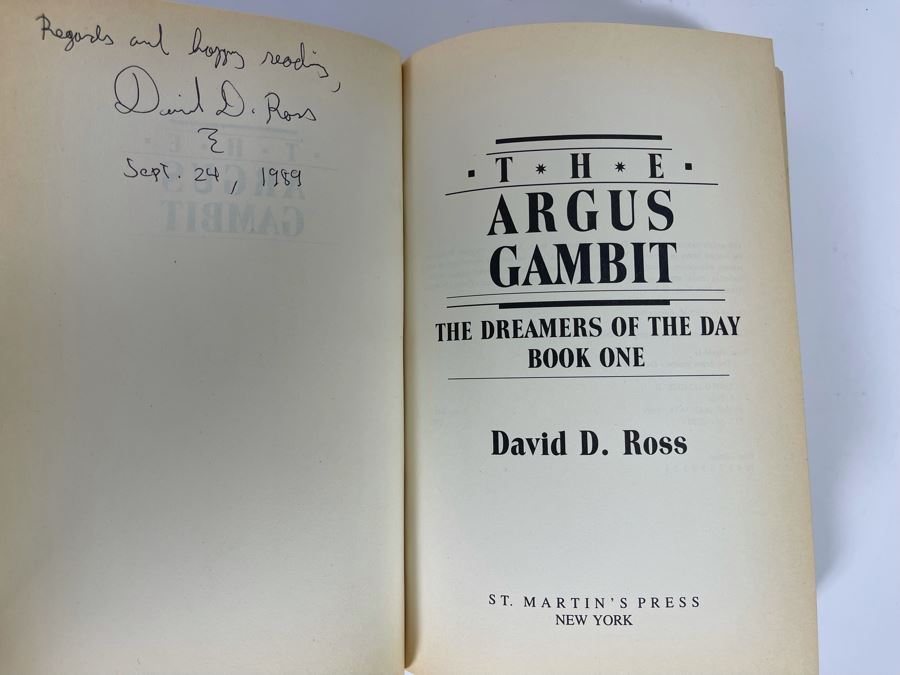 Regards and happy reading,
David D. Ross
Sept. 24, 1989
T * H * E
ARGUS
GAMBIT
THE DREAMERS OF THE DAY
BOOK ONE
David D. Ross
ST. MARTIN'S PRESS
NEW YORK